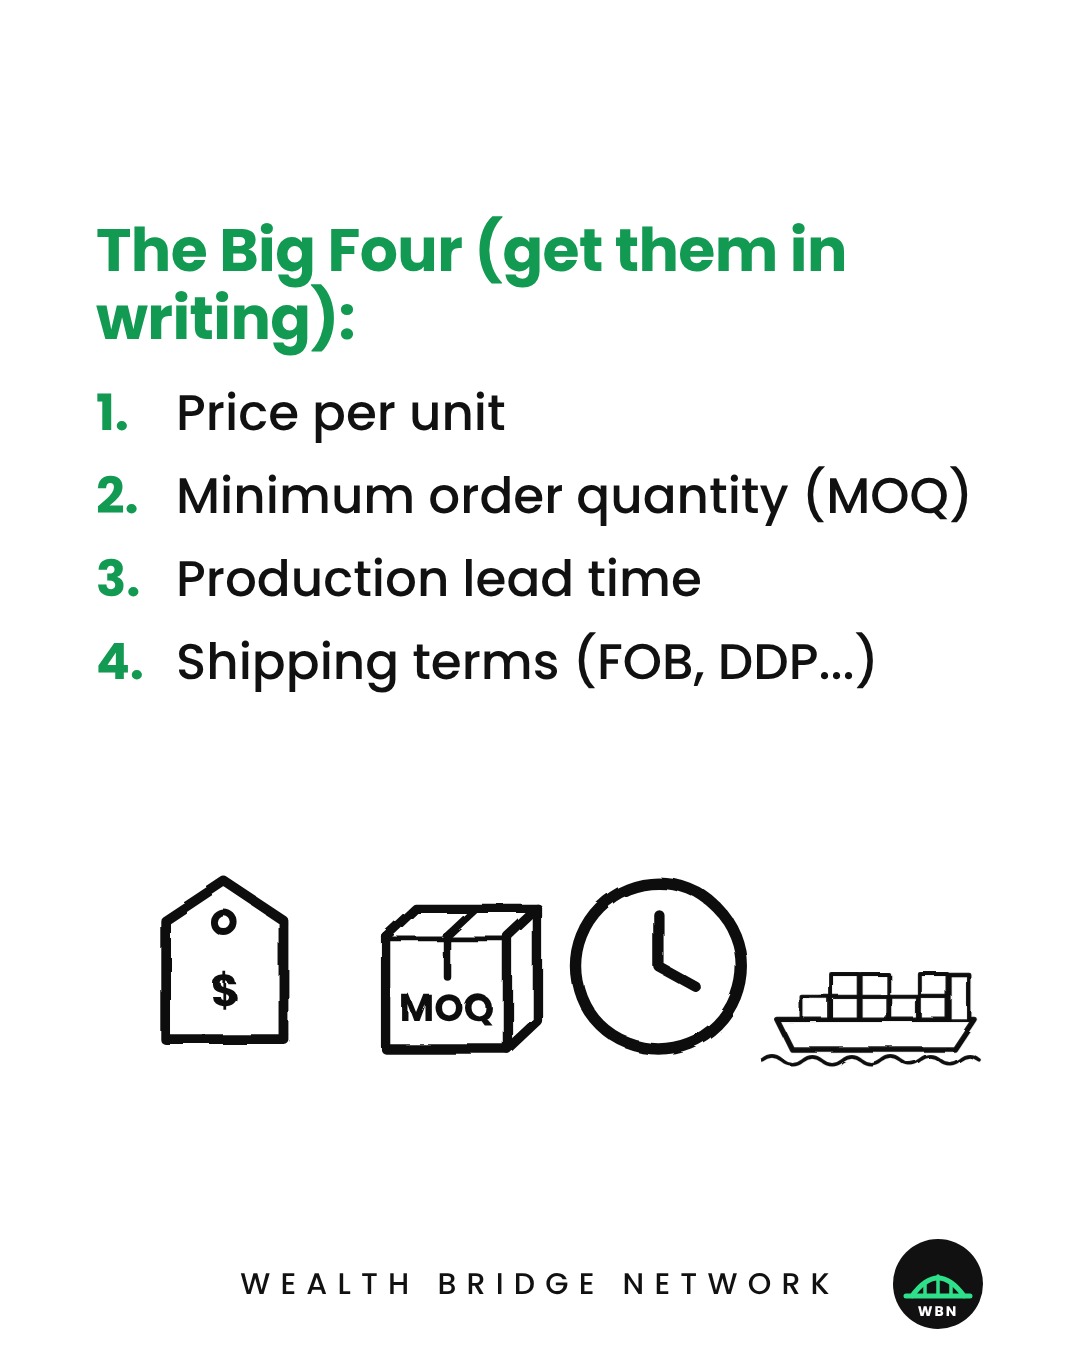 The Big Four (get them in
writing):
1. Price per unit
2. Minimum order quantity (MOQ)
3. Production lead time
4. Shipping terms (FOB, DDP...)
$
MOQ
WEALTH BRIDGE NETWORK
WBN